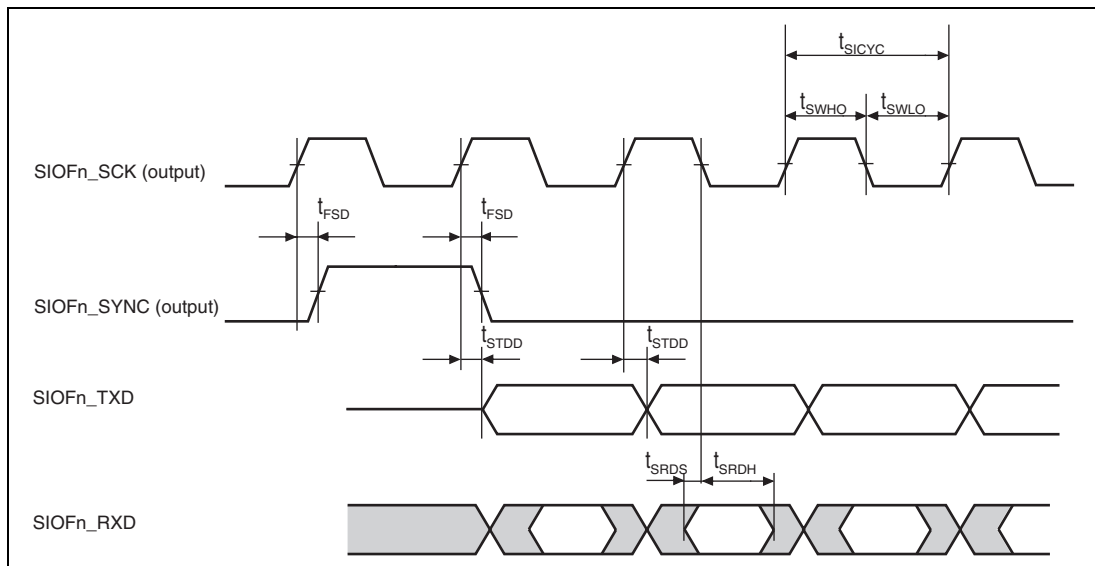 tSICYC
tSWHO tSWLO
SIOFn_SCK (output)
tFSD tFSD
SIOFn_SYNC (output)
tSTDD tSTDD
SIOFn_TXD
tSRDS tSRDH
SIOFn_RXD